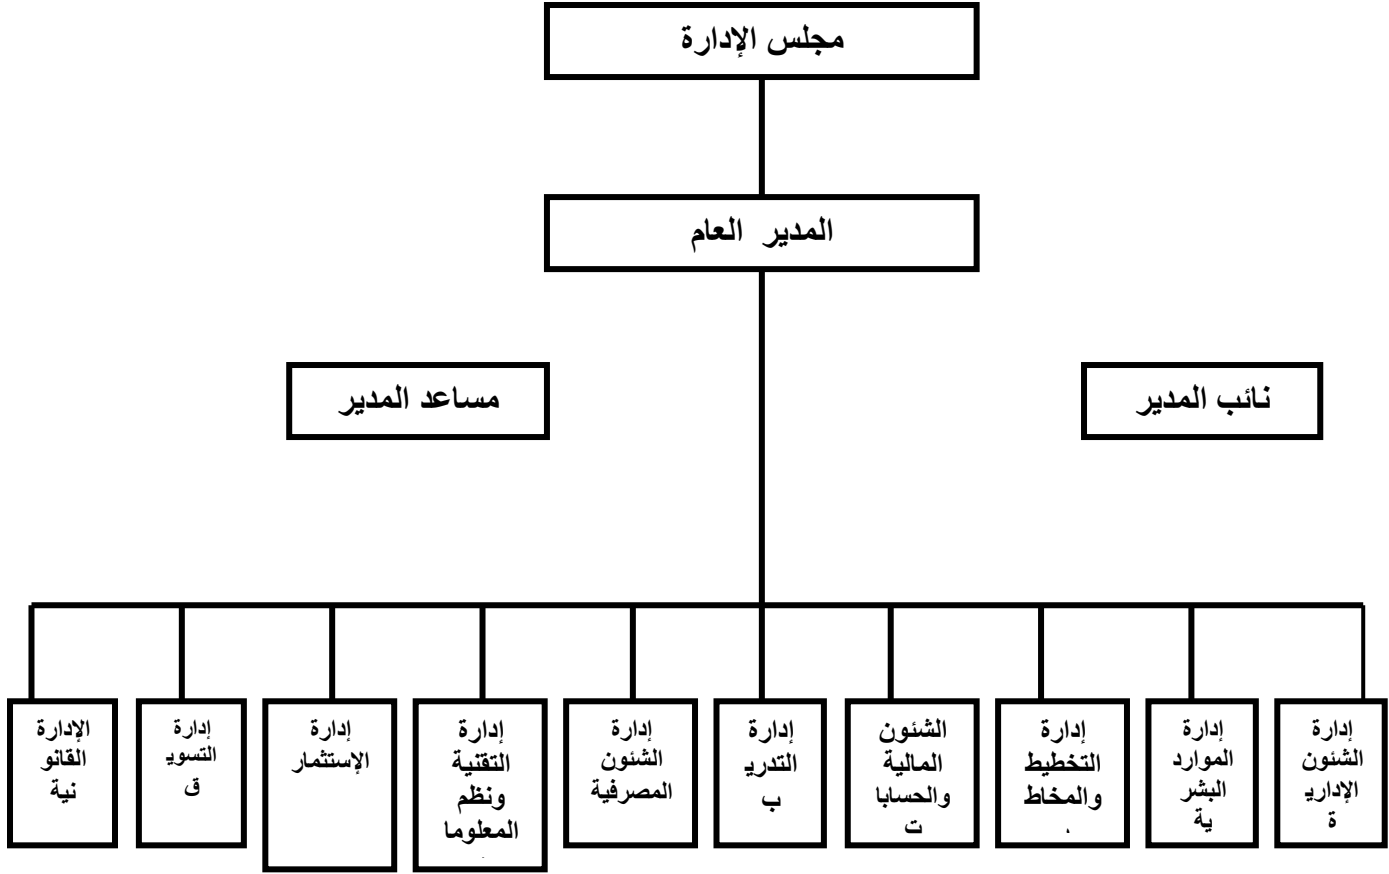 مجلس الإدارة
المدير العام
نائب المدير
مساعد المدير
إدارة
الشئون
الإداري
ة
إدارة
الموارد
البشر
ية
إدارة
التخطيط
والمخاط
الشئون
المالية
والحسابا
ت
إدارة
التدري
ب
إدارة
الشئون
المصرفية
إدارة
التقنية
ونظم
المعلوما
إدارة
الإستثمار
إدارة
التسوي
ق
الإدارة
القانو
نية